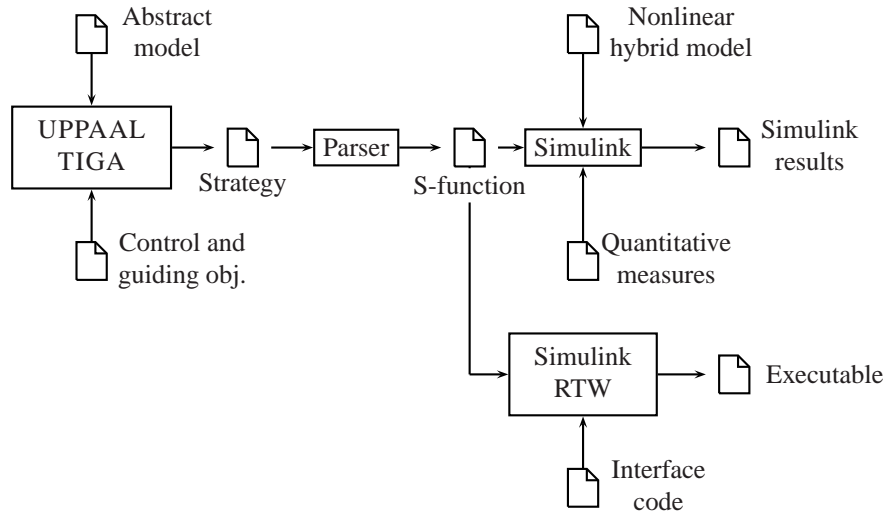 Abstract
model
Nonlinear
hybrid model
UPPAAL
TIGA
Strategy
Parser
S-function
Simulink
Simulink
results
Control and
guiding obj.
Quantitative
measures
Simulink
RTW
Executable
Interface
code